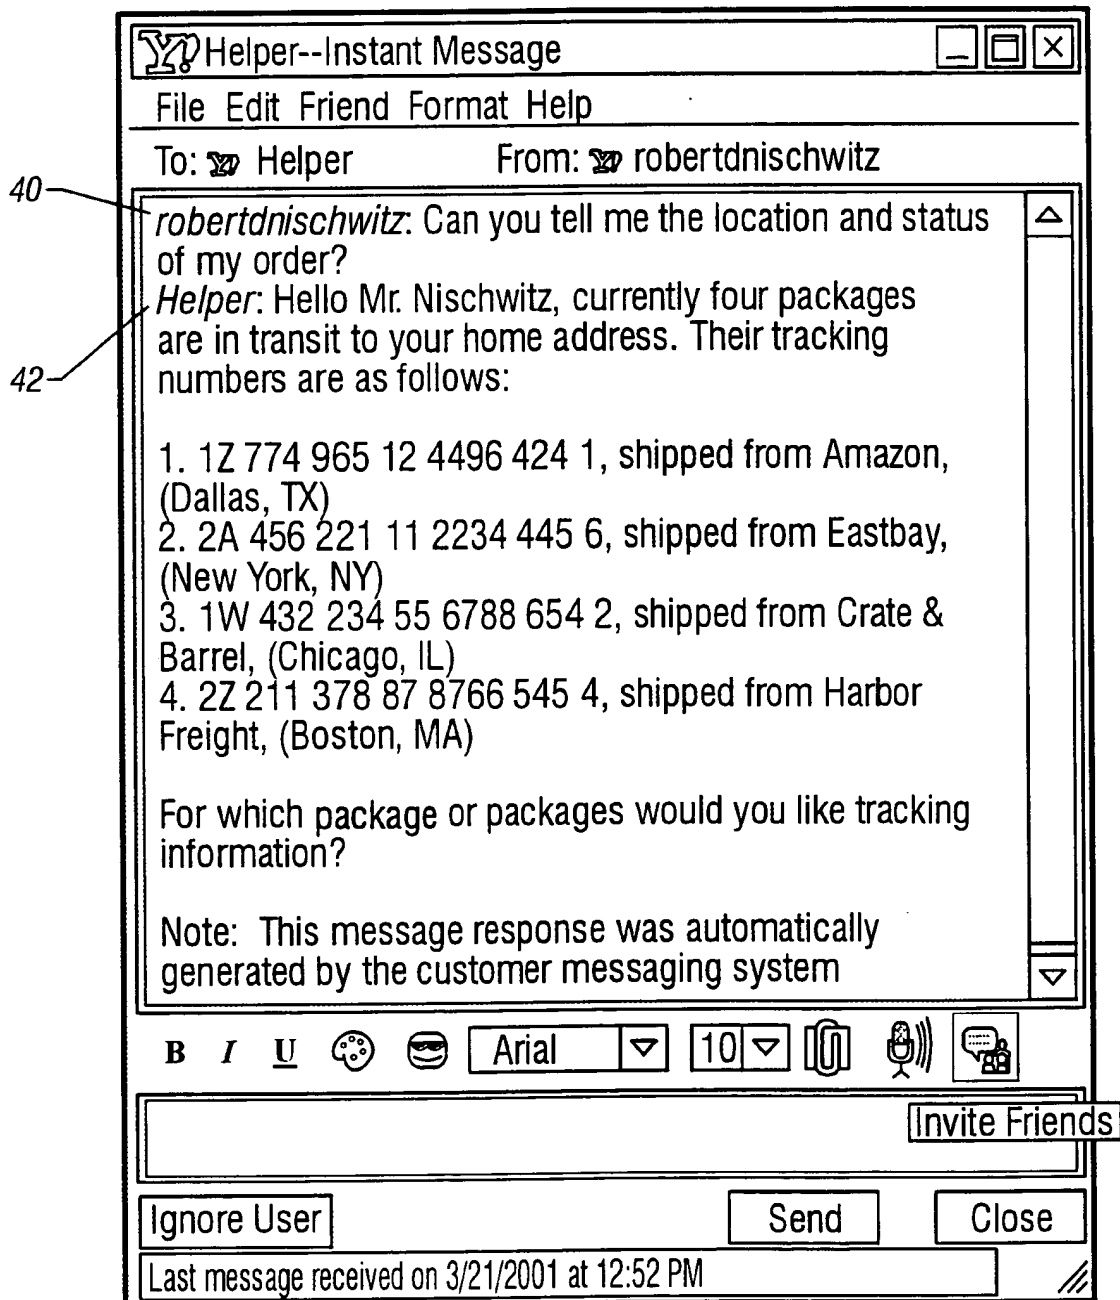 Y! Helper--Instant Message
File Edit Friend Format Help
To: Y! Helper From: Y! robertdnischwitz
40
robertdnischwitz: Can you tell me the location and status
of my order?
Helper: Hello Mr. Nischwitz, currently four packages
are in transit to your home address. Their tracking
42
numbers are as follows:
1. 1Z 774 965 12 4496 424 1, shipped from Amazon,
(Dallas, TX)
2. 2A 456 221 11 2234 445 6, shipped from Eastbay,
(New York, NY)
3. 1W 432 234 55 6788 654 2, shipped from Crate &
Barrel, (Chicago, IL)
4. 2Z 211 378 87 8766 545 4, shipped from Harbor
Freight, (Boston, MA)
For which package or packages would you like tracking
information?
Note: This message response was automatically
generated by the customer messaging system
B I U Arial 10
Invite Friends
Ignore User Send Close
Last message received on 3/21/2001 at 12:52 PM